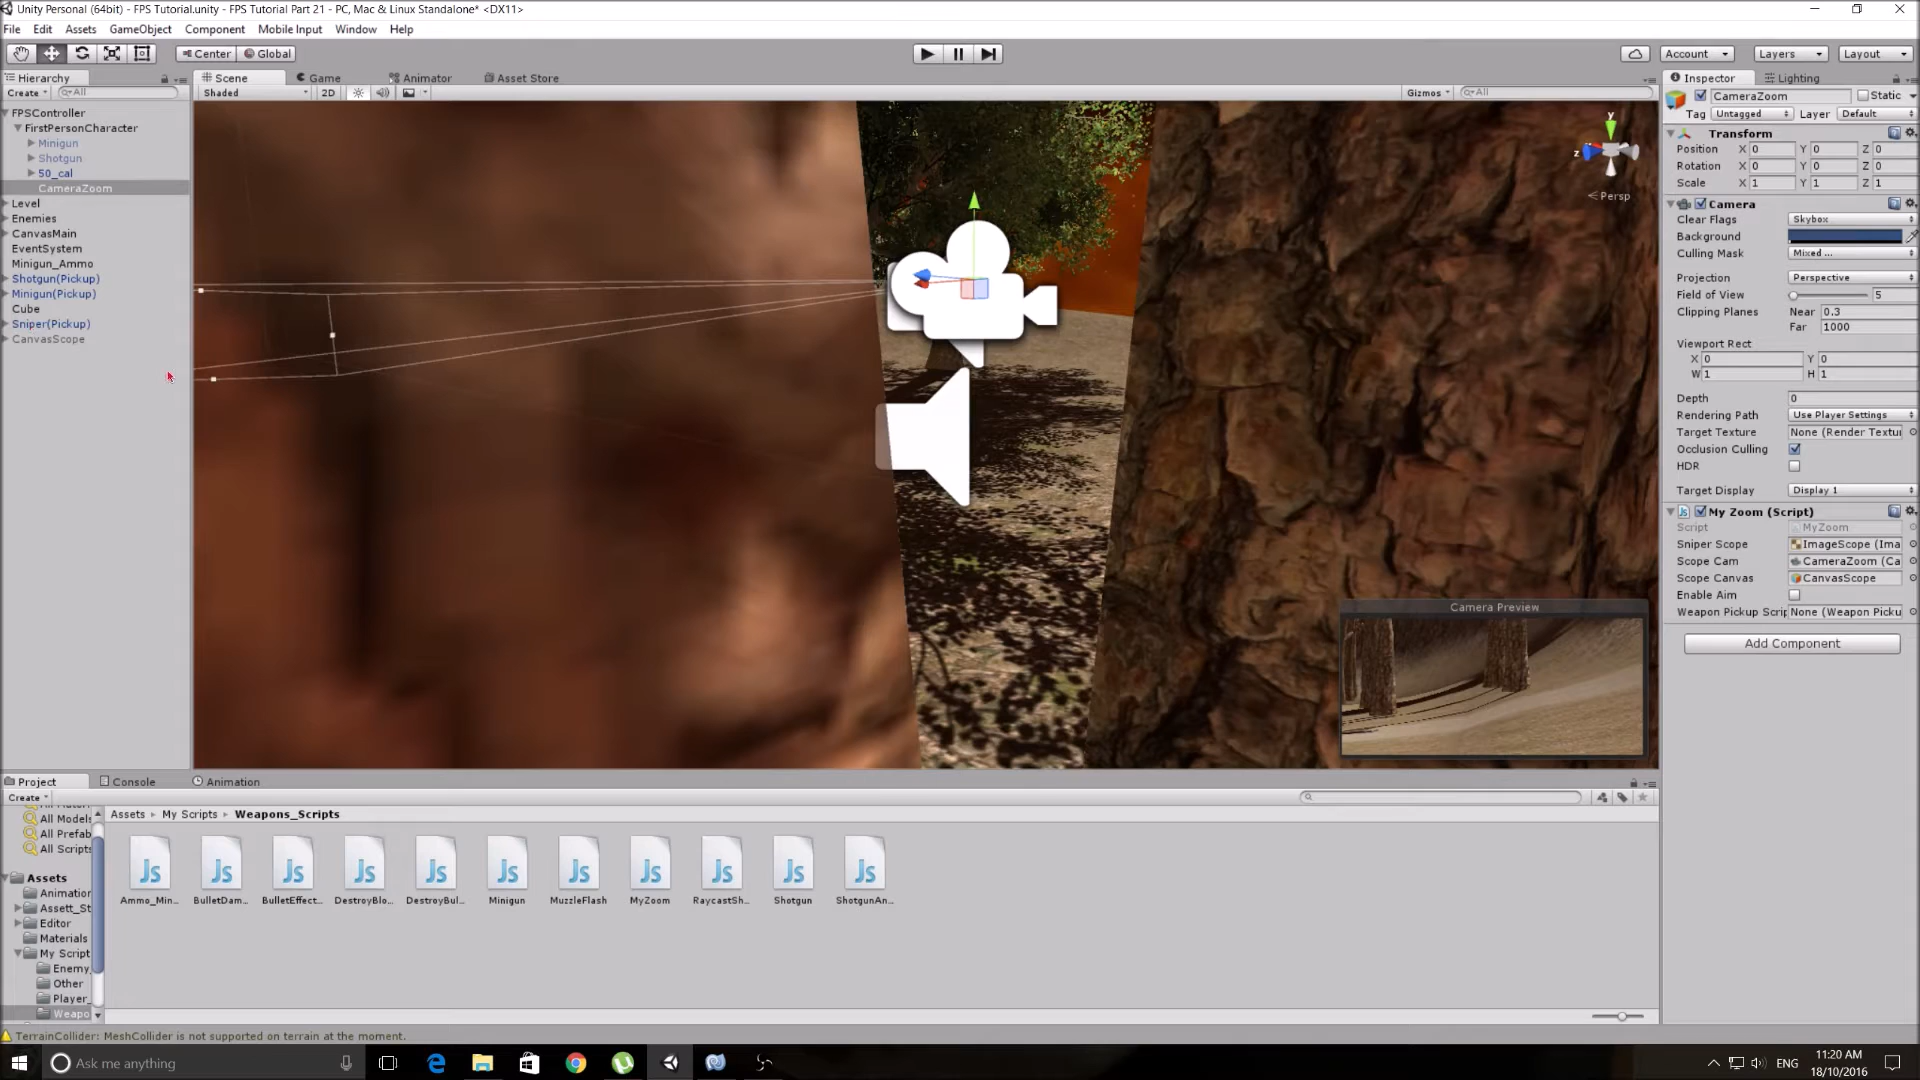 Unity Personal (64bit) - FPS Tutorial.unity - FPS Tutorial Part 21 - PC, Mac & Linux Standalone* <DX11>
File Edit Assets GameObject Component Mobile Input Window Help
Center Global Account Layers Layout
Hierarchy
Create All
FPSController
FirstPersonCharacter
Minigun
Shotgun
50_cal
CameraZoom
Level
Enemies
CanvasMain
EventSystem
Minigun_Ammo
Shotgun(Pickup)
Minigun(Pickup)
Cube
Sniper(Pickup)
CanvasScope
Scene Game Animator Asset Store
Shaded 2D Gizmos All
y
z
Persp
Camera Preview
Inspector Lighting
CameraZoom Static
Tag Untagged Layer Default
Transform
Position X 0 Y 0 Z 0
Rotation X 0 Y 0 Z 0
Scale X 1 Y 1 Z 1
Camera
Clear Flags Skybox
Background
Culling Mask Mixed ...
Projection Perspective
Field of View 5
Clipping Planes Near 0.3
Far 1000
Viewport Rect
X 0 Y 0
W 1 H 1
Depth 0
Rendering Path Use Player Settings
Target Texture None (Render Textu
Occlusion Culling
HDR
Target Display Display 1
My Zoom (Script)
Script MyZoom
Sniper Scope ImageScope (Ima
Scope Cam CameraZoom (Ca
Scope Canvas CanvasScope
Enable Aim
Weapon Pickup Scrip None (Weapon Picku
Add Component
Project Console Animation
Create
All Models
All Prefab
All Scripts
Assets
Animation
Assett_St
Editor
Materials
My Script
Enemy_
Other
Player_
Weapo
Assets My Scripts Weapons_Scripts
Js Js Js Js Js Js Js Js Js Js Js
Ammo_Min... BulletDam... BulletEffect... DestroyBlo... DestroyBul... Minigun MuzzleFlash MyZoom RaycastSh... Shotgun ShotgunAn...
TerrainCollider: MeshCollider is not supported on terrain at the moment.
Ask me anything
ENG
11:20 AM
18/10/2016